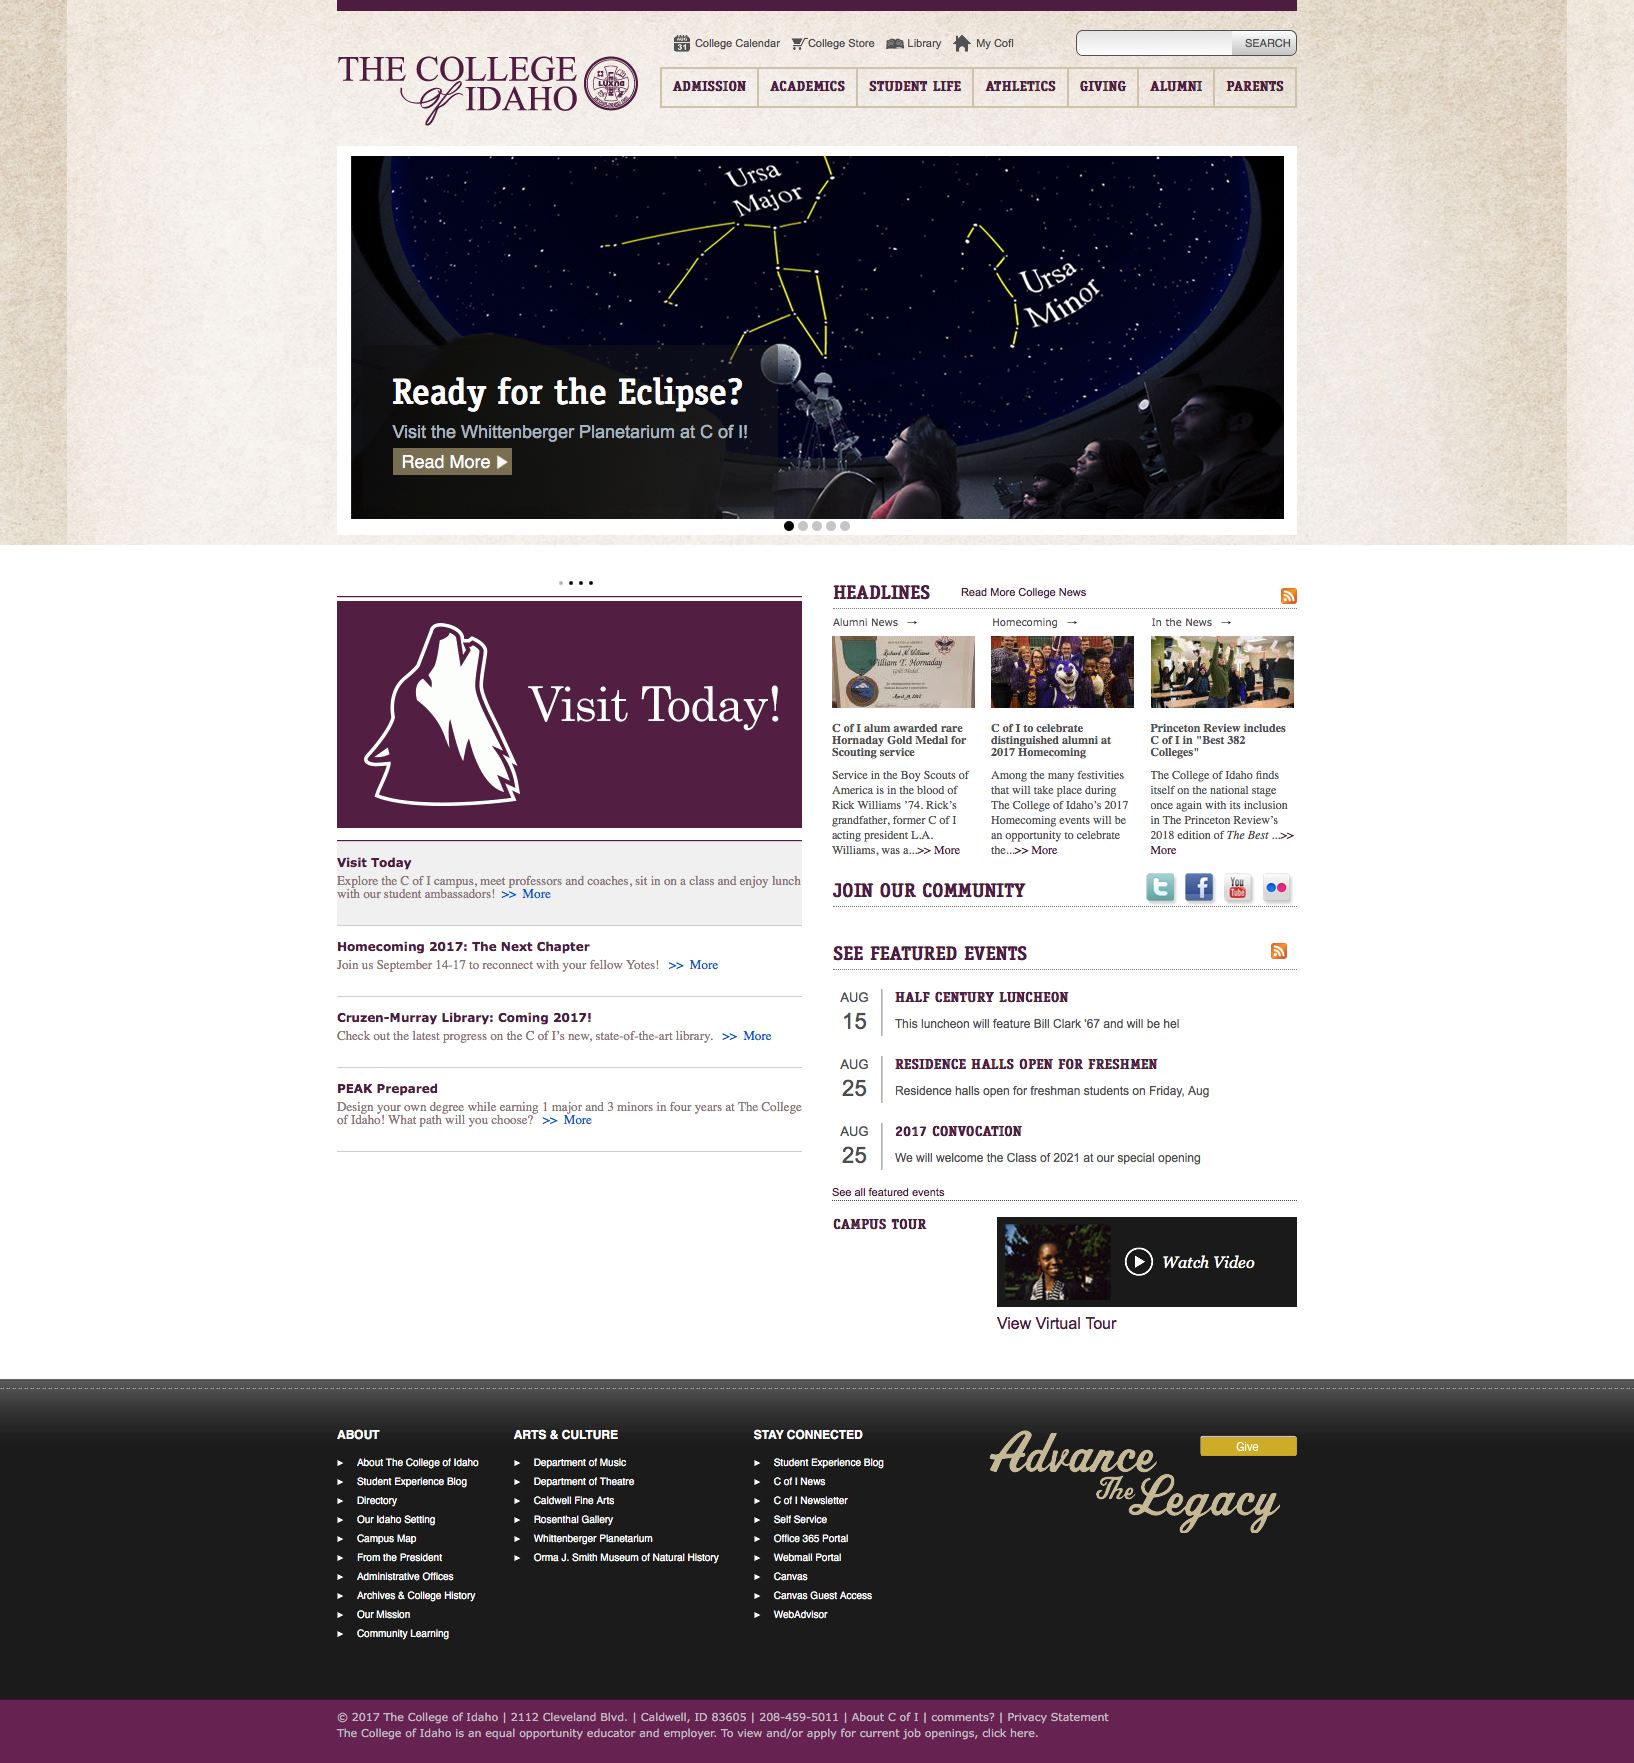 College Calendar
College Store
Library
My CofI
SEARCH
THE COLLEGE
of IDAHO
ADMISSION
ACADEMICS
STUDENT LIFE
ATHLETICS
GIVING
ALUMNI
PARENTS
Ursa
Major
Ursa
Minor
Ready for the Eclipse?
Visit the Whittenberger Planetarium at C of I!
Read More
Visit Today!
Visit Today
Explore the C of I campus, meet professors and coaches, sit in on a class and enjoy lunch
with our student ambassadors! >> More
Homecoming 2017: The Next Chapter
Join us September 14-17 to reconnect with your fellow Yotes! >> More
Cruzen-Murray Library: Coming 2017!
Check out the latest progress on the C of I's new, state-of-the-art library. >> More
PEAK Prepared
Design your own degree while earning 1 major and 3 minors in four years at The College
of Idaho! What path will you choose? >> More
HEADLINES
Read More College News
Alumni News →
Richard N. Williams
William T. Hornaday
Gold Medal
C of I alum awarded rare
Hornaday Gold Medal for
Scouting service
Service in the Boy Scouts of
America is in the blood of
Rick Williams ’74. Rick’s
grandfather, former C of I
acting president L.A.
Williams, was a...>> More
Homecoming →
C of I to celebrate
distinguished alumni at
2017 Homecoming
Among the many festivities
that will take place during
The College of Idaho’s 2017
Homecoming events will be
an opportunity to celebrate
the...>> More
In the News →
Princeton Review includes
C of I in "Best 382
Colleges"
The College of Idaho finds
itself on the national stage
once again with its inclusion
in The Princeton Review’s
2018 edition of The Best ...>>
More
JOIN OUR COMMUNITY
You
Tube
SEE FEATURED EVENTS
AUG
15
HALF CENTURY LUNCHEON
This luncheon will feature Bill Clark '67 and will be hel
AUG
25
RESIDENCE HALLS OPEN FOR FRESHMEN
Residence halls open for freshman students on Friday, Aug
AUG
25
2017 CONVOCATION
We will welcome the Class of 2021 at our special opening
See all featured events
CAMPUS TOUR
Watch Video
View Virtual Tour
ABOUT
About The College of Idaho
Student Experience Blog
Directory
Our Idaho Setting
Campus Map
From the President
Administrative Offices
Archives & College History
Our Mission
Community Learning
ARTS & CULTURE
Department of Music
Department of Theatre
Caldwell Fine Arts
Rosenthal Gallery
Whittenberger Planetarium
Orma J. Smith Museum of Natural History
STAY CONNECTED
Student Experience Blog
C of I News
C of I Newsletter
Self Service
Office 365 Portal
Webmail Portal
Canvas
Canvas Guest Access
WebAdvisor
Advance
The Legacy
Give
© 2017 The College of Idaho | 2112 Cleveland Blvd. | Caldwell, ID 83605 | 208-459-5011 | About C of I | comments? | Privacy Statement
The College of Idaho is an equal opportunity educator and employer. To view and/or apply for current job openings, click here.